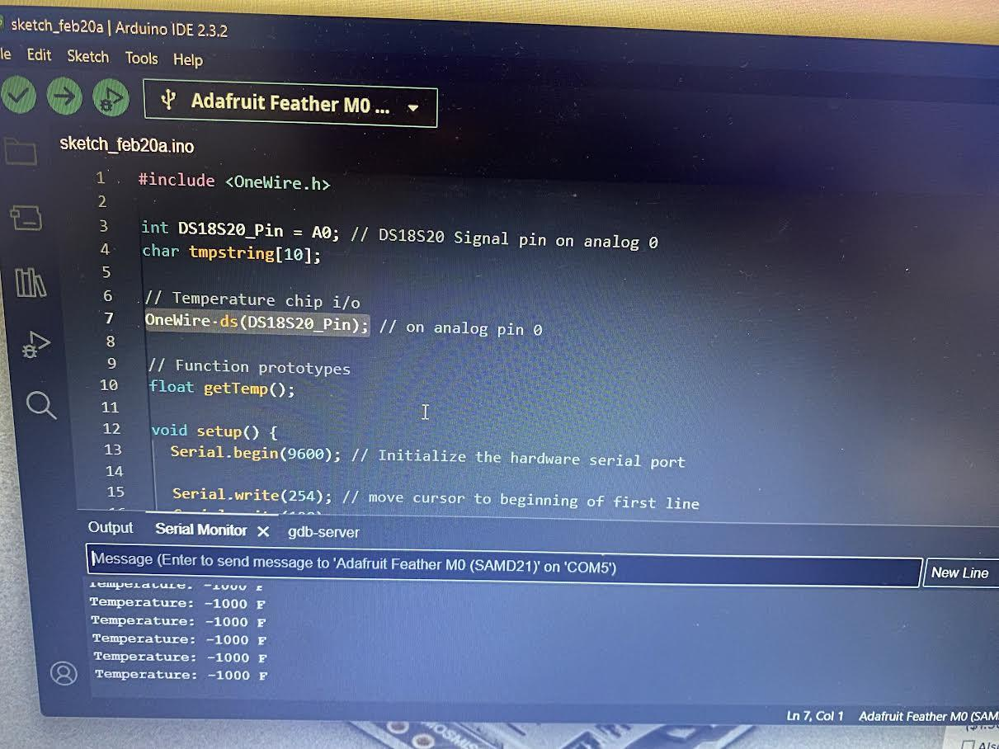 sketch_feb20a | Arduino IDE 2.3.2
le Edit Sketch Tools Help
Adafruit Feather M0 ...
sketch_feb20a.ino
1 #include <OneWire.h>
2
3 int DS18S20_Pin = A0; // DS18S20 Signal pin on analog 0
4 char tmpstring[10];
5
6 // Temperature chip i/o
7 OneWire·ds(DS18S20_Pin); // on analog pin 0
8
9 // Function prototypes
10 float getTemp();
11
12 void setup() {
13 Serial.begin(9600); // Initialize the hardware serial port
14
15 Serial.write(254); // move cursor to beginning of first line
Output Serial Monitor × gdb-server
Message (Enter to send message to 'Adafruit Feather M0 (SAMD21)' on 'COM5')
New Line
Temperature: -1000 F
Temperature: -1000 F
Temperature: -1000 F
Temperature: -1000 F
Temperature: -1000 F
Temperature: -1000 F
Ln 7, Col 1 Adafruit Feather M0 (SAM